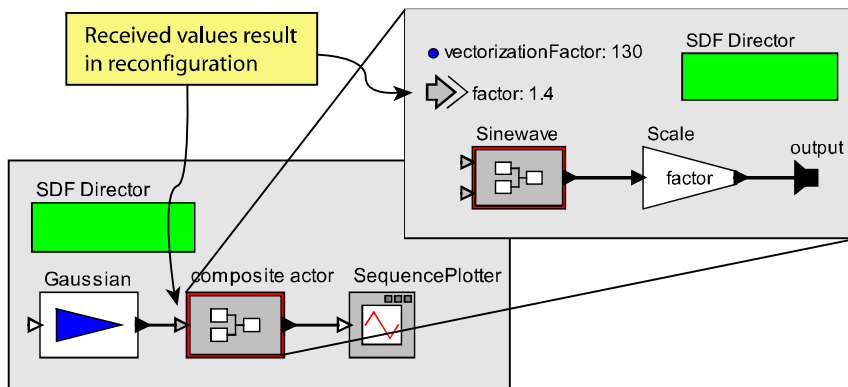 Received values result
in reconfiguration
vectorizationFactor: 130
SDF Director
factor: 1.4
Sinewave
Scale
output
factor
SDF Director
Gaussian
composite actor
SequencePlotter